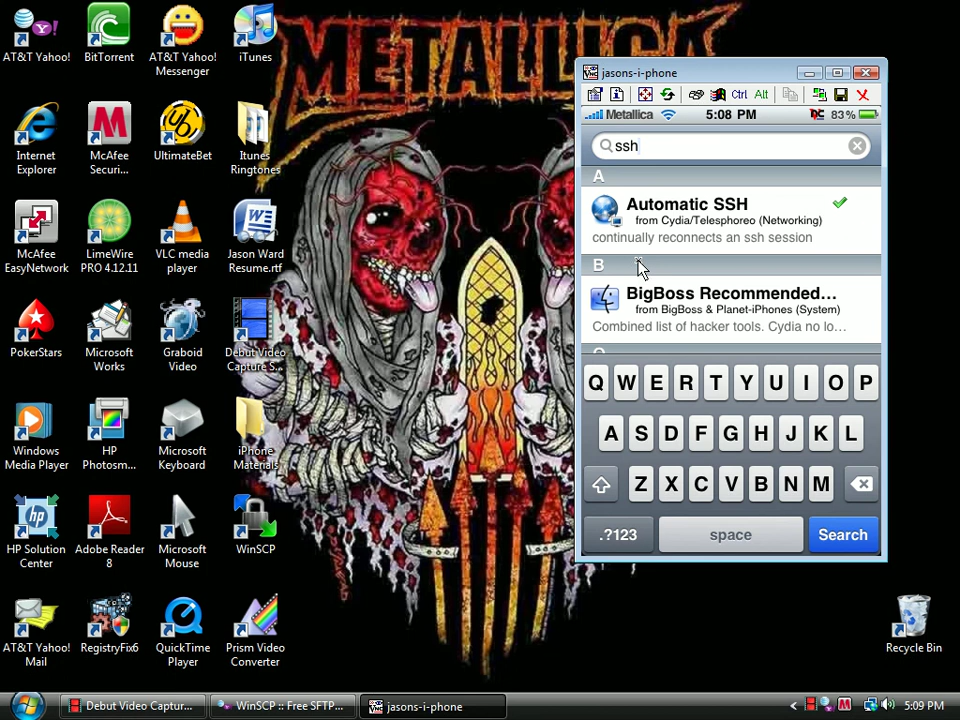 METALLICA
AT&T Yahoo!
BitTorrent
AT&T Yahoo!
Messenger
iTunes
Internet
Explorer
McAfee
Securi...
UltimateBet
Itunes
Ringtones
McAfee
EasyNetwork
LimeWire
PRO 4.12.11
VLC media
player
Jason Ward
Resume.rtf
PokerStars
Microsoft
Works
Graboid
Video
Debut Video
Capture S...
Windows
Media Player
HP
Photosm...
Microsoft
Keyboard
iPhone
Materials
HP Solution
Center
Adobe Reader
8
Microsoft
Mouse
WinSCP
AT&T Yahoo!
Mail
RegistryFix6
QuickTime
Player
Prism Video
Converter
Recycle Bin
jasons-i-phone
Ctrl Alt
Metallica
5:08 PM
83%
ssh
A
Automatic SSH
from Cydia/Telesphoreo (Networking)
continually reconnects an ssh session
B
BigBoss Recommended...
from BigBoss & Planet-iPhones (System)
Combined list of hacker tools. Cydia no lo...
Q W E R T Y U I O P
A S D F G H J K L
Z X C V B N M
.?123 space Search
Debut Video Captur...
WinSCP :: Free SFTP...
jasons-i-phone
5:09 PM